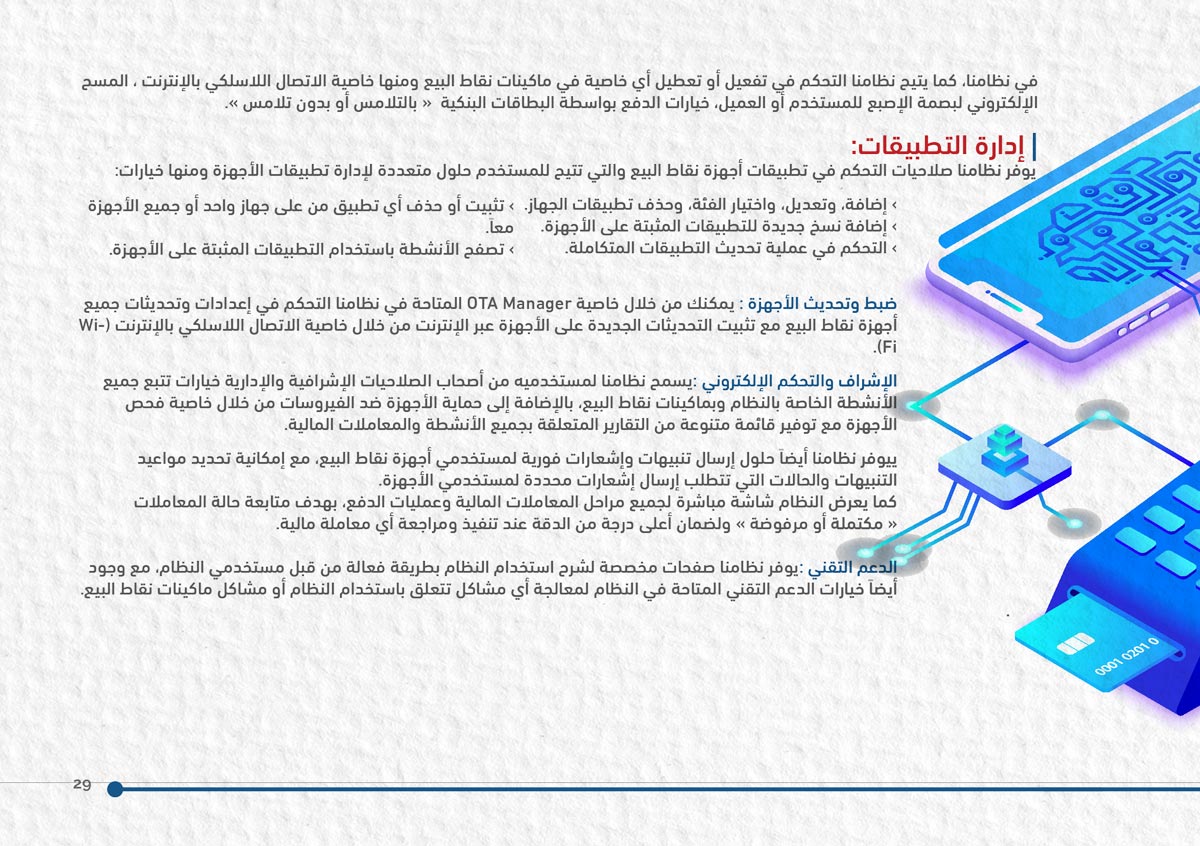 في نظامنا، كما يتيح نظامنا التحكم في تفعيل أو تعطيل أي خاصية في ماكينات نقاط البيع ومنها خاصية الاتصال اللاسلكي بالإنترنت ، المسح
الإلكتروني لبصمة الإصبع للمستخدم أو العميل، خيارات الدفع بواسطة البطاقات البنكية « بالتلامس أو بدون تلامس ».
إدارة التطبيقات:
يوفر نظامنا صلاحيات التحكم في تطبيقات أجهزة نقاط البيع والتي تتيح للمستخدم حلول متعددة لإدارة تطبيقات الأجهزة ومنها خيارات:
› إضافة، وتعديل، واختيار الفئة، وحذف تطبيقات الجهاز.
› إضافة نسخ جديدة للتطبيقات المثبتة على الأجهزة.
› التحكم في عملية تحديث التطبيقات المتكاملة.
› تثبيت أو حذف أي تطبيق من على جهاز واحد أو جميع الأجهزة
معاً.
› تصفح الأنشطة باستخدام التطبيقات المثبتة على الأجهزة.
ضبط وتحديث الأجهزة : يمكنك من خلال خاصية OTA Manager المتاحة في نظامنا التحكم في إعدادات وتحديثات جميع
أجهزة نقاط البيع مع تثبيت التحديثات الجديدة على الأجهزة عبر الإنترنت من خلال خاصية الاتصال اللاسلكي بالإنترنت (Wi-
Fi).
الإشراف والتحكم الإلكتروني :يسمح نظامنا لمستخدميه من أصحاب الصلاحيات الإشرافية والإدارية خيارات تتبع جميع
الأنشطة الخاصة بالنظام وبماكينات نقاط البيع، بالإضافة إلى حماية الأجهزة ضد الفيروسات من خلال خاصية فحص
الأجهزة مع توفير قائمة متنوعة من التقارير المتعلقة بجميع الأنشطة والمعاملات المالية.
ييوفر نظامنا أيضاً حلول إرسال تنبيهات وإشعارات فورية لمستخدمي أجهزة نقاط البيع، مع إمكانية تحديد مواعيد
التنبيهات والحالات التي تتطلب إرسال إشعارات محددة لمستخدمي الأجهزة.
كما يعرض النظام شاشة مباشرة لجميع مراحل المعاملات المالية وعمليات الدفع، بهدف متابعة حالة المعاملات
« مكتملة أو مرفوضة » ولضمان أعلى درجة من الدقة عند تنفيذ ومراجعة أي معاملة مالية.
الدعم التقني :يوفر نظامنا صفحات مخصصة لشرح استخدام النظام بطريقة فعالة من قبل مستخدمي النظام، مع وجود
أيضاً خيارات الدعم التقني المتاحة في النظام لمعالجة أي مشاكل تتعلق باستخدام النظام أو مشاكل ماكينات نقاط البيع.
0001 0201 0
29